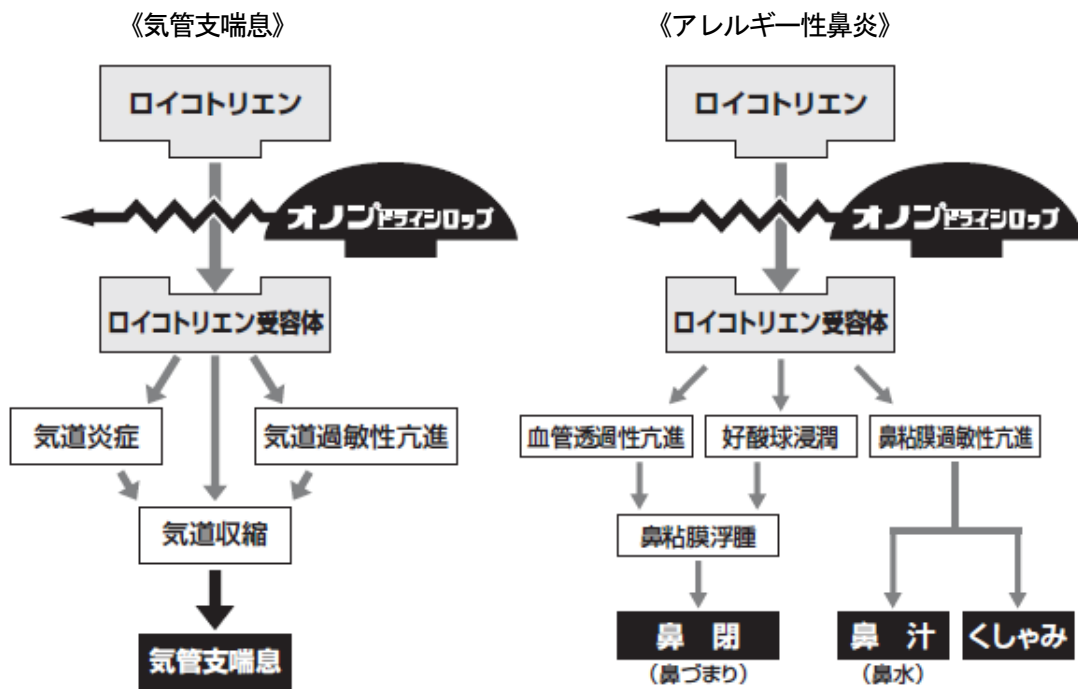 《気管支喘息》
ロイコトリエン
オノンドライシロップ
ロイコトリエン受容体
気道炎症
気道過敏性亢進
気道収縮
気管支喘息
《アレルギー性鼻炎》
ロイコトリエン
オノンドライシロップ
ロイコトリエン受容体
血管透過性亢進
好酸球浸潤
鼻粘膜過敏性亢進
鼻粘膜浮腫
鼻 閉
(鼻づまり)
鼻 汁
(鼻水)
くしゃみ